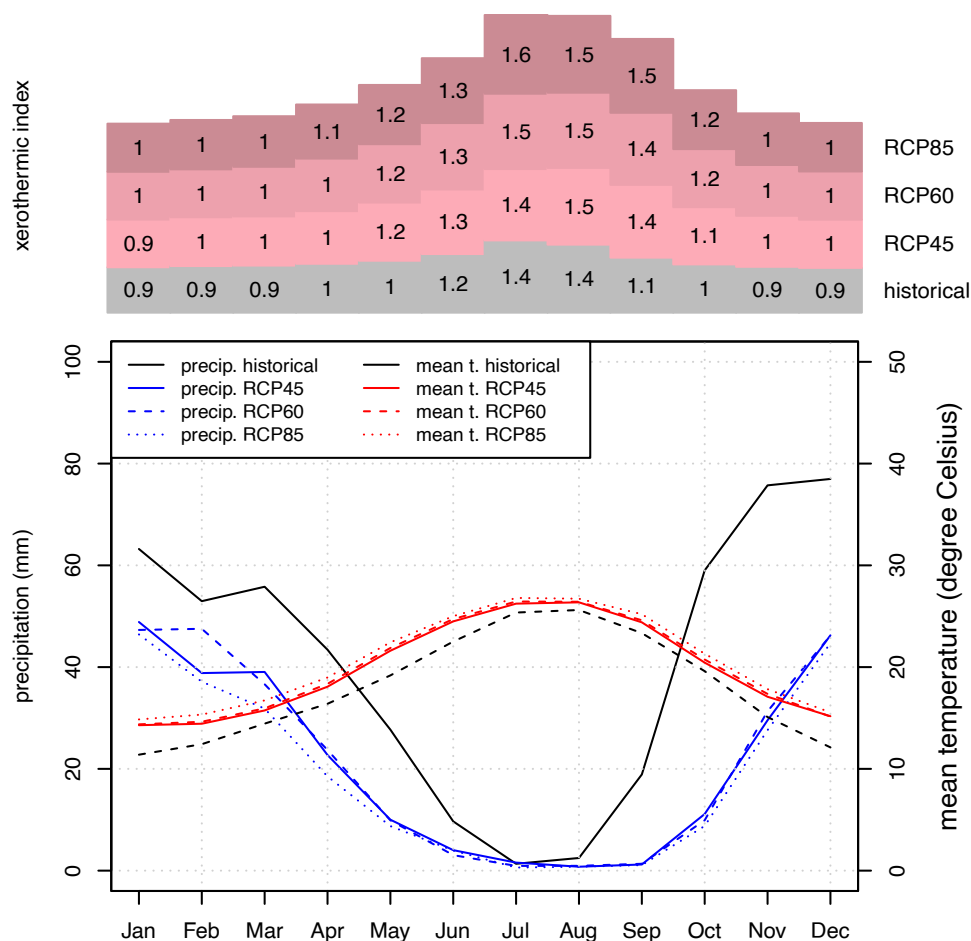 xerothermic index
1 1 1 1.1 1.2 1.3 1.6 1.5 1.5 1.2 1 1 RCP85
1 1 1 1 1.2 1.3 1.5 1.5 1.4 1.2 1 1 RCP60
0.9 1 1 1 1.2 1.3 1.4 1.5 1.4 1.1 1 1 RCP45
0.9 0.9 0.9 1 1 1.2 1.4 1.4 1.1 1 0.9 0.9 historical
precip. historical mean t. historical
precip. RCP45 mean t. RCP45
precip. RCP60 mean t. RCP60
precip. RCP85 mean t. RCP85
precipitation (mm)
100
80
60
40
20
0
50
40
30
20
10
0
mean temperature (degree Celsius)
Jan Feb Mar Apr May Jun Jul Aug Sep Oct Nov Dec